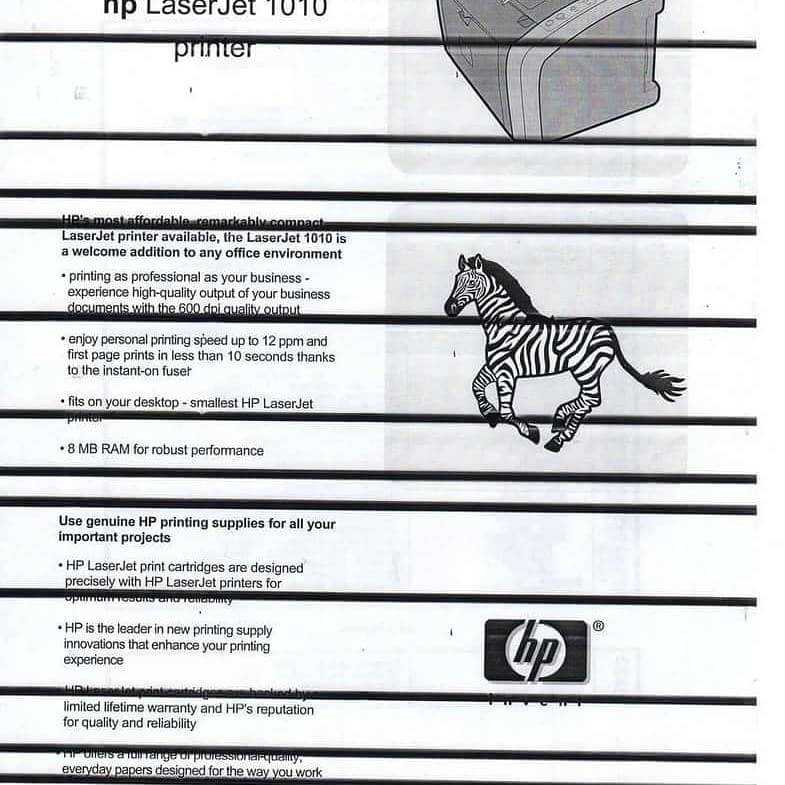 hp LaserJet 1010
printer
HP's most affordable, remarkably compact
LaserJet printer available, the LaserJet 1010 is
a welcome addition to any office environment
• printing as professional as your business -
experience high-quality output of your business
documents with the 600 dpi quality output
• enjoy personal printing speed up to 12 ppm and
first page prints in less than 10 seconds thanks
to the instant-on fuser
• fits on your desktop - smallest HP LaserJet
printer
• 8 MB RAM for robust performance
Use genuine HP printing supplies for all your
important projects
• HP LaserJet print cartridges are designed
precisely with HP LaserJet printers for
optimum results and reliability
• HP is the leader in new printing supply
innovations that enhance your printing
experience
HP LaserJet print cartridges are backed by
limited lifetime warranty and HP's reputation
for quality and reliability
• HP offers a full range of professional-quality,
everyday papers designed for the way you work
hp ®
invent